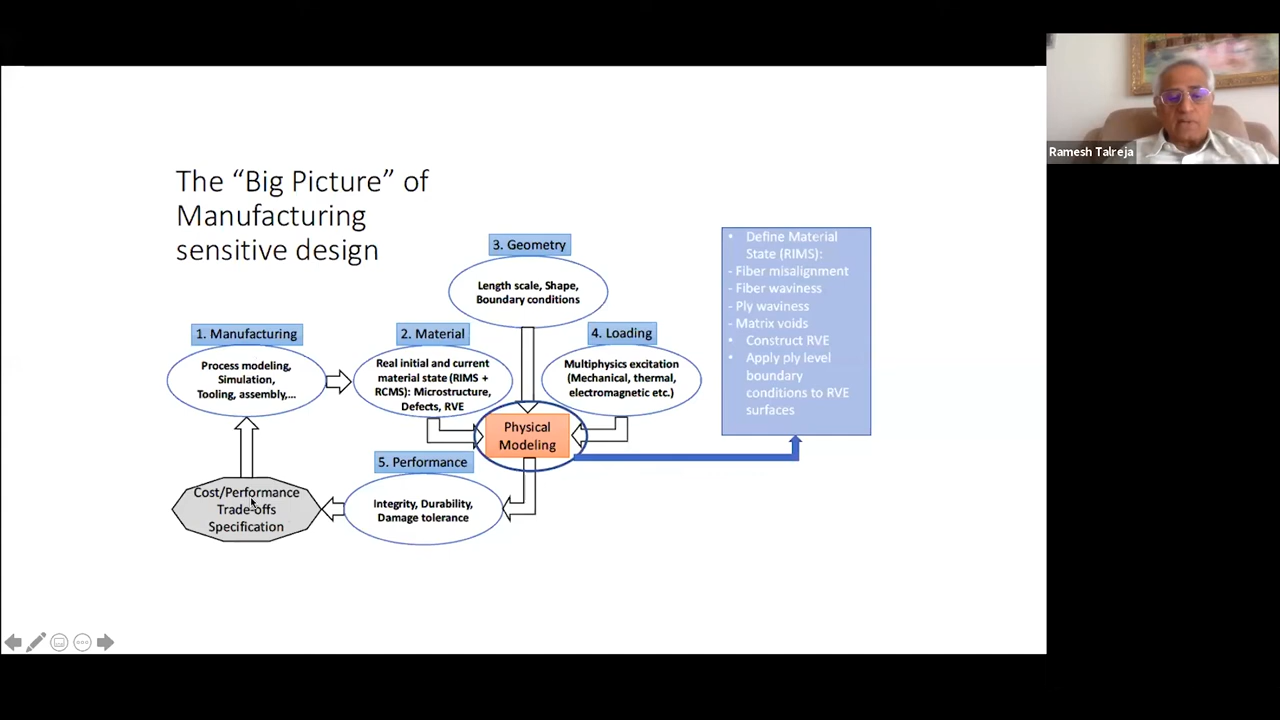 Ramesh Talreja
The “Big Picture” of
Manufacturing
sensitive design
3. Geometry
Length scale, Shape,
Boundary conditions
1. Manufacturing
Process modeling,
Simulation,
Tooling, assembly,...
2. Material
Real initial and current
material state (RIMS +
RCMS): Microstructure,
Defects, RVE
4. Loading
Multiphysics excitation
(Mechanical, thermal,
electromagnetic etc.)
Physical
Modeling
5. Performance
Integrity, Durability,
Damage tolerance
Cost/Performance
Trade-offs
Specification
• Define Material
State (RIMS):
- Fiber misalignment
- Fiber waviness
- Ply waviness
- Matrix voids
• Construct RVE
• Apply ply level
boundary
conditions to RVE
surfaces